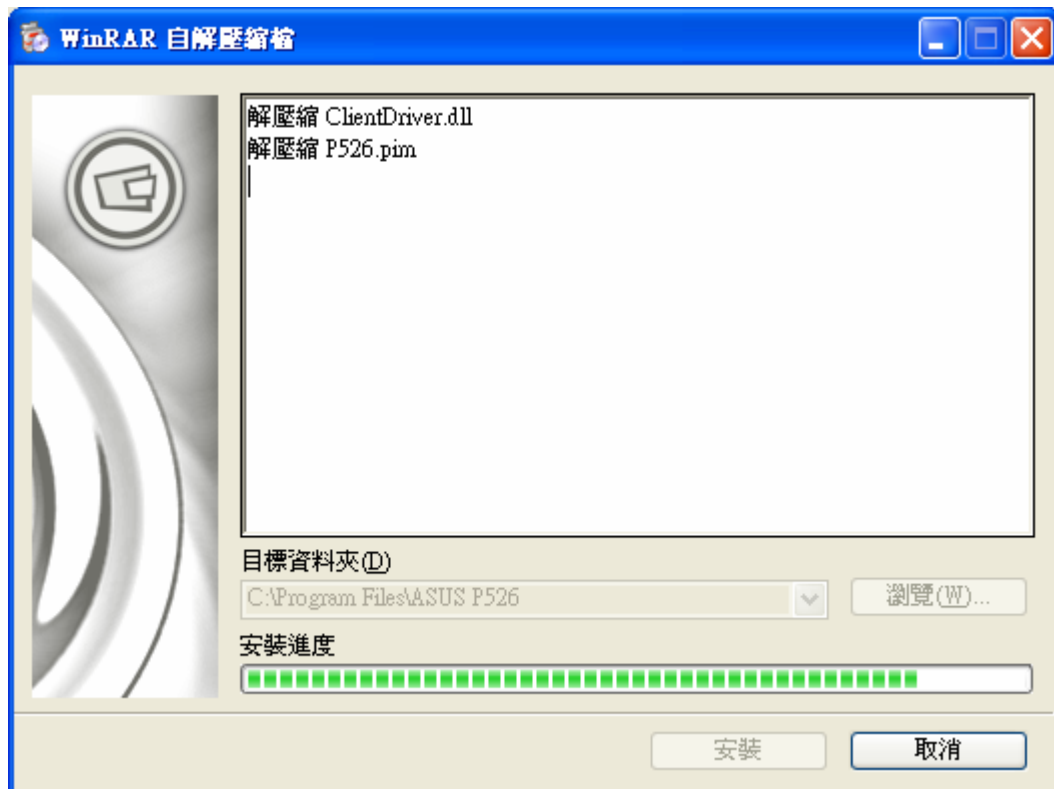 WinRAR 自解壓縮檔
解壓縮 ClientDriver.dll
解壓縮 P526.pim
目標資料夾(D)
C:\Program Files\ASUS P526
瀏覽(W)...
安裝進度
安裝
取消